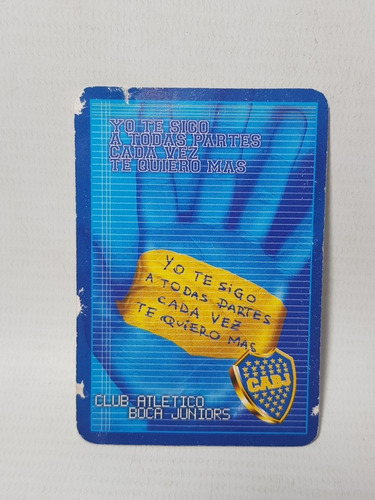 YO TE SIGO
A TODAS PARTES
CADA VEZ
TE QUIERO MAS
YO TE SiGO
A TODAS PARTES
CADA VEZ
TE QUIERO MAS
CABJ
CLUB ATLETICO
BOCA JUNIORS